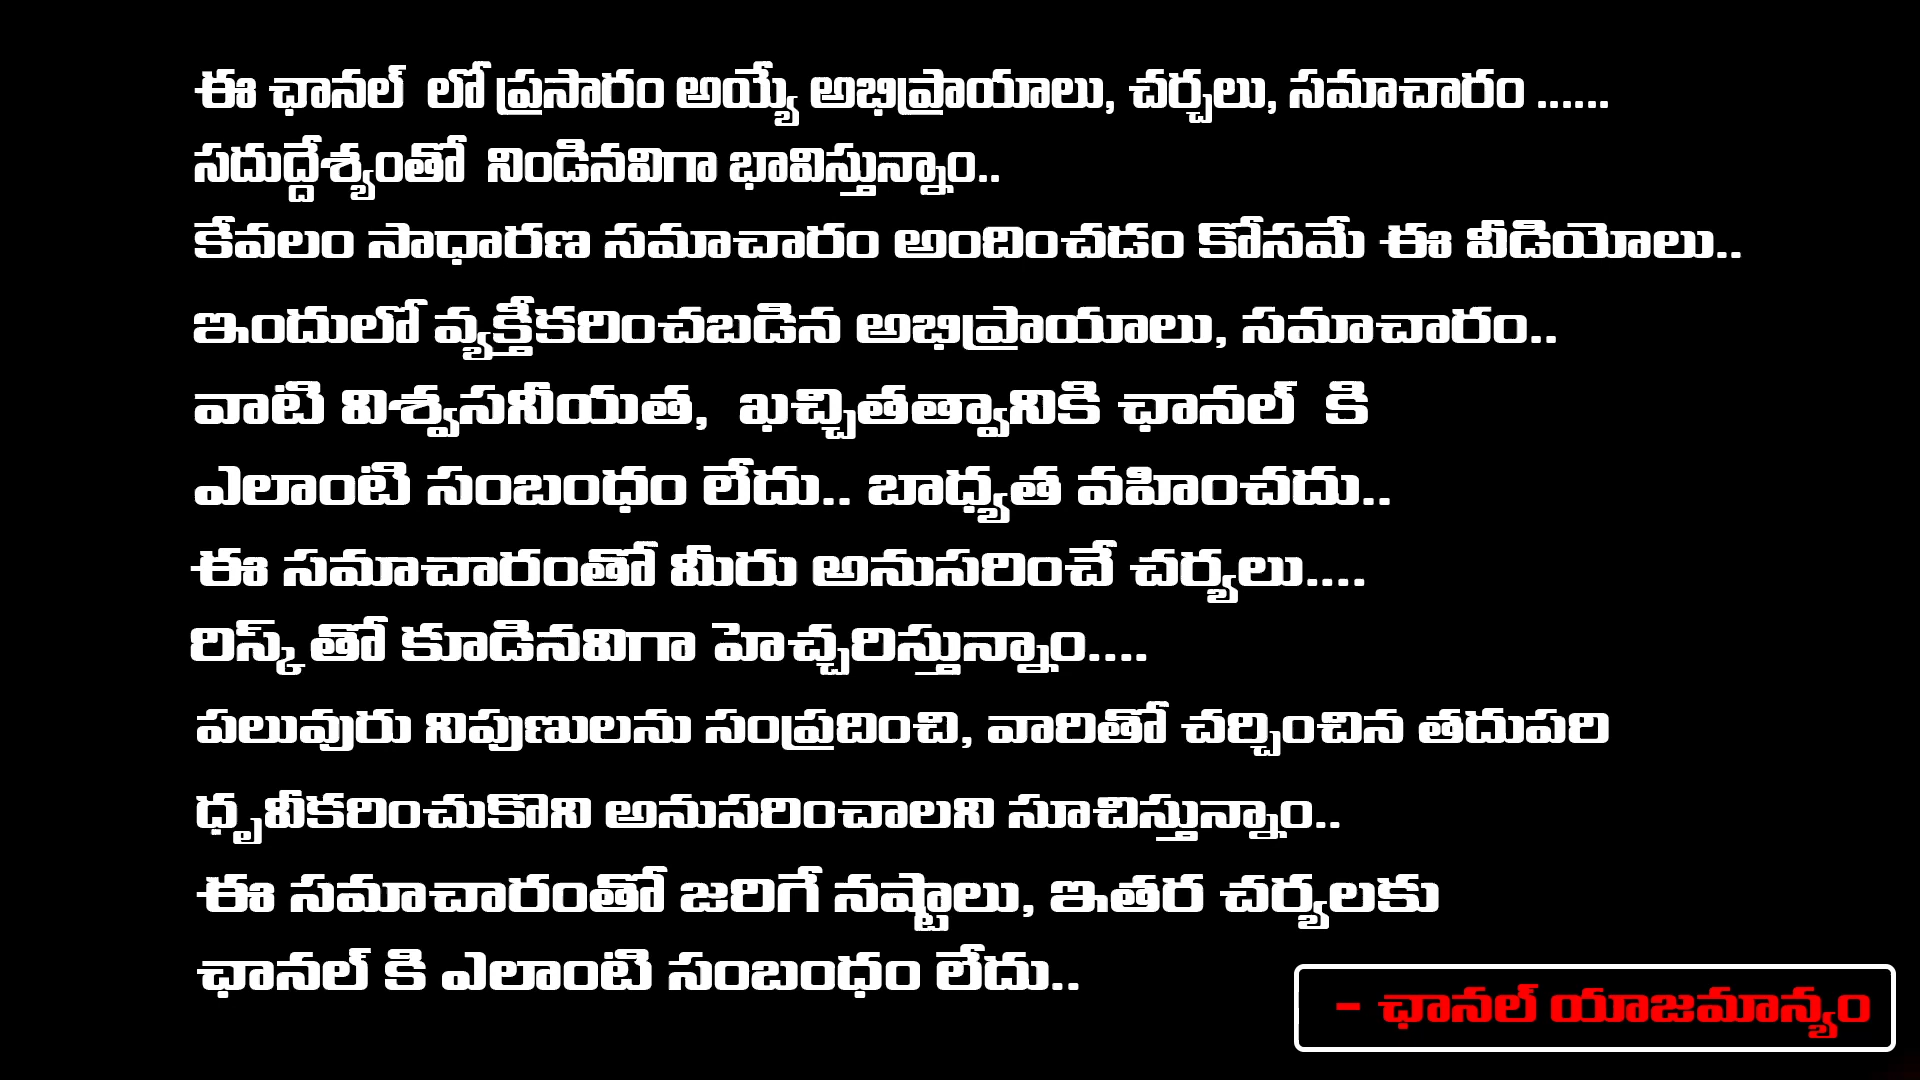 ఈ ఛానల్ లో ప్రసారం అయ్యే అభిప్రాయాలు, చర్చలు, సమాచారం ......
సదుద్దేశ్యంతో నిండినవిగా భావిస్తున్నాం..
కేవలం సాధారణ సమాచారం అందించడం కోసమే ఈ వీడియోలు..
ఇందులో వ్యక్తీకరించబడిన అభిప్రాయాలు, సమాచారం..
వాటి విశ్వసనీయత, ఖచ్చితత్వానికి ఛానల్ కి
ఎలాంటి సంబంధం లేదు.. బాధ్యత వహించదు..
ఈ సమాచారంతో మీరు అనుసరించే చర్యలు....
రిస్క్ తో కూడినవిగా హెచ్చరిస్తున్నాం....
పలువురు నిపుణులను సంప్రదించి, వారితో చర్చించిన తదుపరి
ధృవీకరించుకొని అనుసరించాలని సూచిస్తున్నాం..
ఈ సమాచారంతో జరిగే నష్టాలు, ఇతర చర్యలకు
ఛానల్ కి ఎలాంటి సంబంధం లేదు..
- ఛానల్ యాజమాన్యం